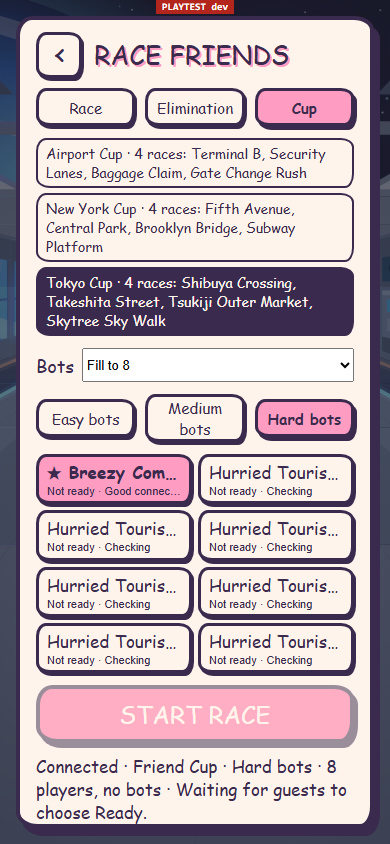 PLAYTEST dev
RACE FRIENDS
Race
Elimination
Cup
Airport Cup · 4 races: Terminal B, Security
Lanes, Baggage Claim, Gate Change Rush
New York Cup · 4 races: Fifth Avenue,
Central Park, Brooklyn Bridge, Subway
Platform
Tokyo Cup · 4 races: Shibuya Crossing,
Takeshita Street, Tsukiji Outer Market,
Skytree Sky Walk
Bots
Fill to 8
Easy bots
Medium
bots
Hard bots
★ Breezy Com...
Not ready · Good connec...
Hurried Touris...
Not ready · Checking
Hurried Touris...
Not ready · Checking
Hurried Touris...
Not ready · Checking
Hurried Touris...
Not ready · Checking
Hurried Touris...
Not ready · Checking
Hurried Touris...
Not ready · Checking
Hurried Touris...
Not ready · Checking
START RACE
Connected · Friend Cup · Hard bots · 8
players, no bots · Waiting for guests to
choose Ready.